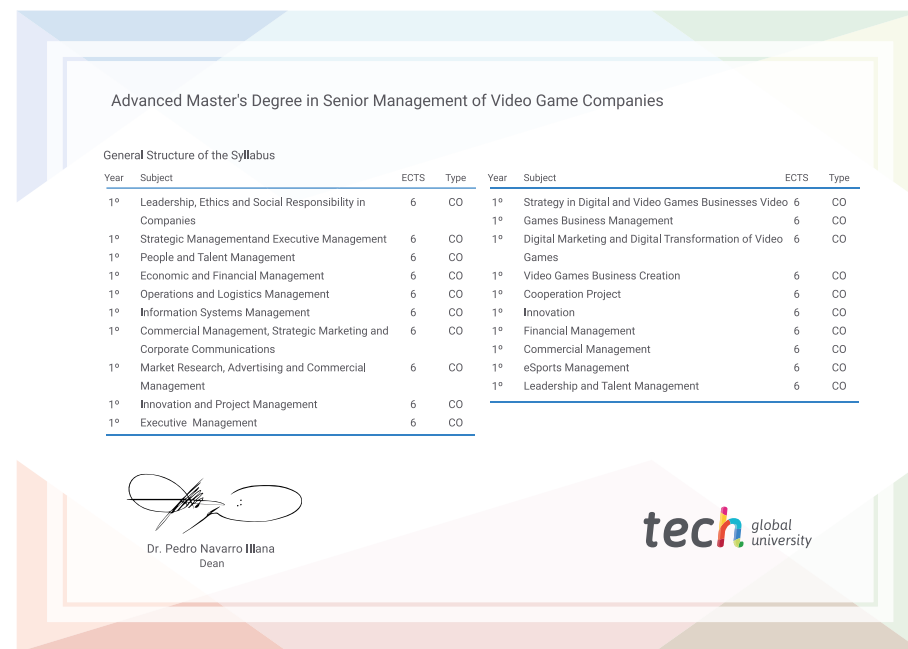 Advanced Master's Degree in Senior Management of Video Game Companies
General Structure of the Syllabus
Year Subject ECTS Type
1º Leadership, Ethics and Social Responsibility in 6 CO
Companies
1º Strategic Managementand Executive Management 6 CO
1º People and Talent Management 6 CO
1º Economic and Financial Management 6 CO
1º Operations and Logistics Management 6 CO
1º Information Systems Management 6 CO
1º Commercial Management, Strategic Marketing and 6 CO
Corporate Communications
1º Market Research, Advertising and Commercial 6 CO
Management
1º Innovation and Project Management 6 CO
1º Executive Management 6 CO
Year Subject ECTS Type
1º Strategy in Digital and Video Games Businesses Video 6 CO
1º Games Business Management 6 CO
1º Digital Marketing and Digital Transformation of Video 6 CO
Games
1º Video Games Business Creation 6 CO
1º Cooperation Project 6 CO
1º Innovation 6 CO
1º Financial Management 6 CO
1º Commercial Management 6 CO
1º eSports Management 6 CO
1º Leadership and Talent Management 6 CO
Dr. Pedro Navarro Illana
Dean
tech global
university